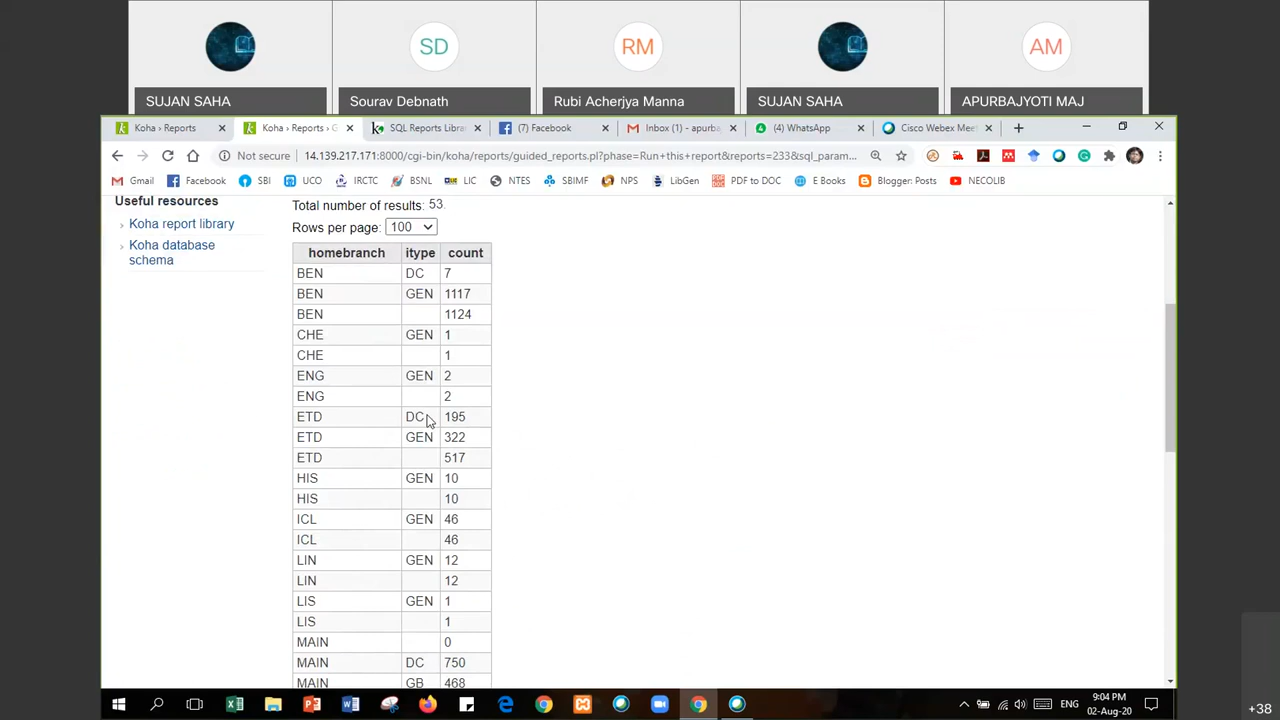 SD
RM
AM
SUJAN SAHA
Sourav Debnath
Rubi Acherjya Manna
SUJAN SAHA
APURBAJYOTI MAJ
Koha › Reports
Koha › Reports › G
SQL Reports Libra
(7) Facebook
Inbox (1) - apurba
(4) WhatsApp
Cisco Webex Mee
Not secure
11.139.217.171:8000/cgi-bin/koha/reports/guided_reports.pl?phase=Run+this+report&reports=233&sql_param...
Gmail
Facebook
SBI
UCO
IRCTC
BSNL
LIC
NTES
SBIMF
NPS
LibGen
PDF to DOC
E Books
Blogger: Posts
NECOLIB
Useful resources
Koha report library
Koha database
schema
Total number of results: 53.
Rows per page: 100
homebranch itype count
BEN DC 7
BEN GEN 1117
BEN 1124
CHE GEN 1
CHE 1
ENG GEN 2
ENG 2
ETD DC 195
ETD GEN 322
ETD 517
HIS GEN 10
HIS 10
ICL GEN 46
ICL 46
LIN GEN 12
LIN 12
LIS GEN 1
LIS 1
MAIN 0
MAIN DC 750
MAIN GB 468
ENG
9:04 PM
02-Aug-20
+38